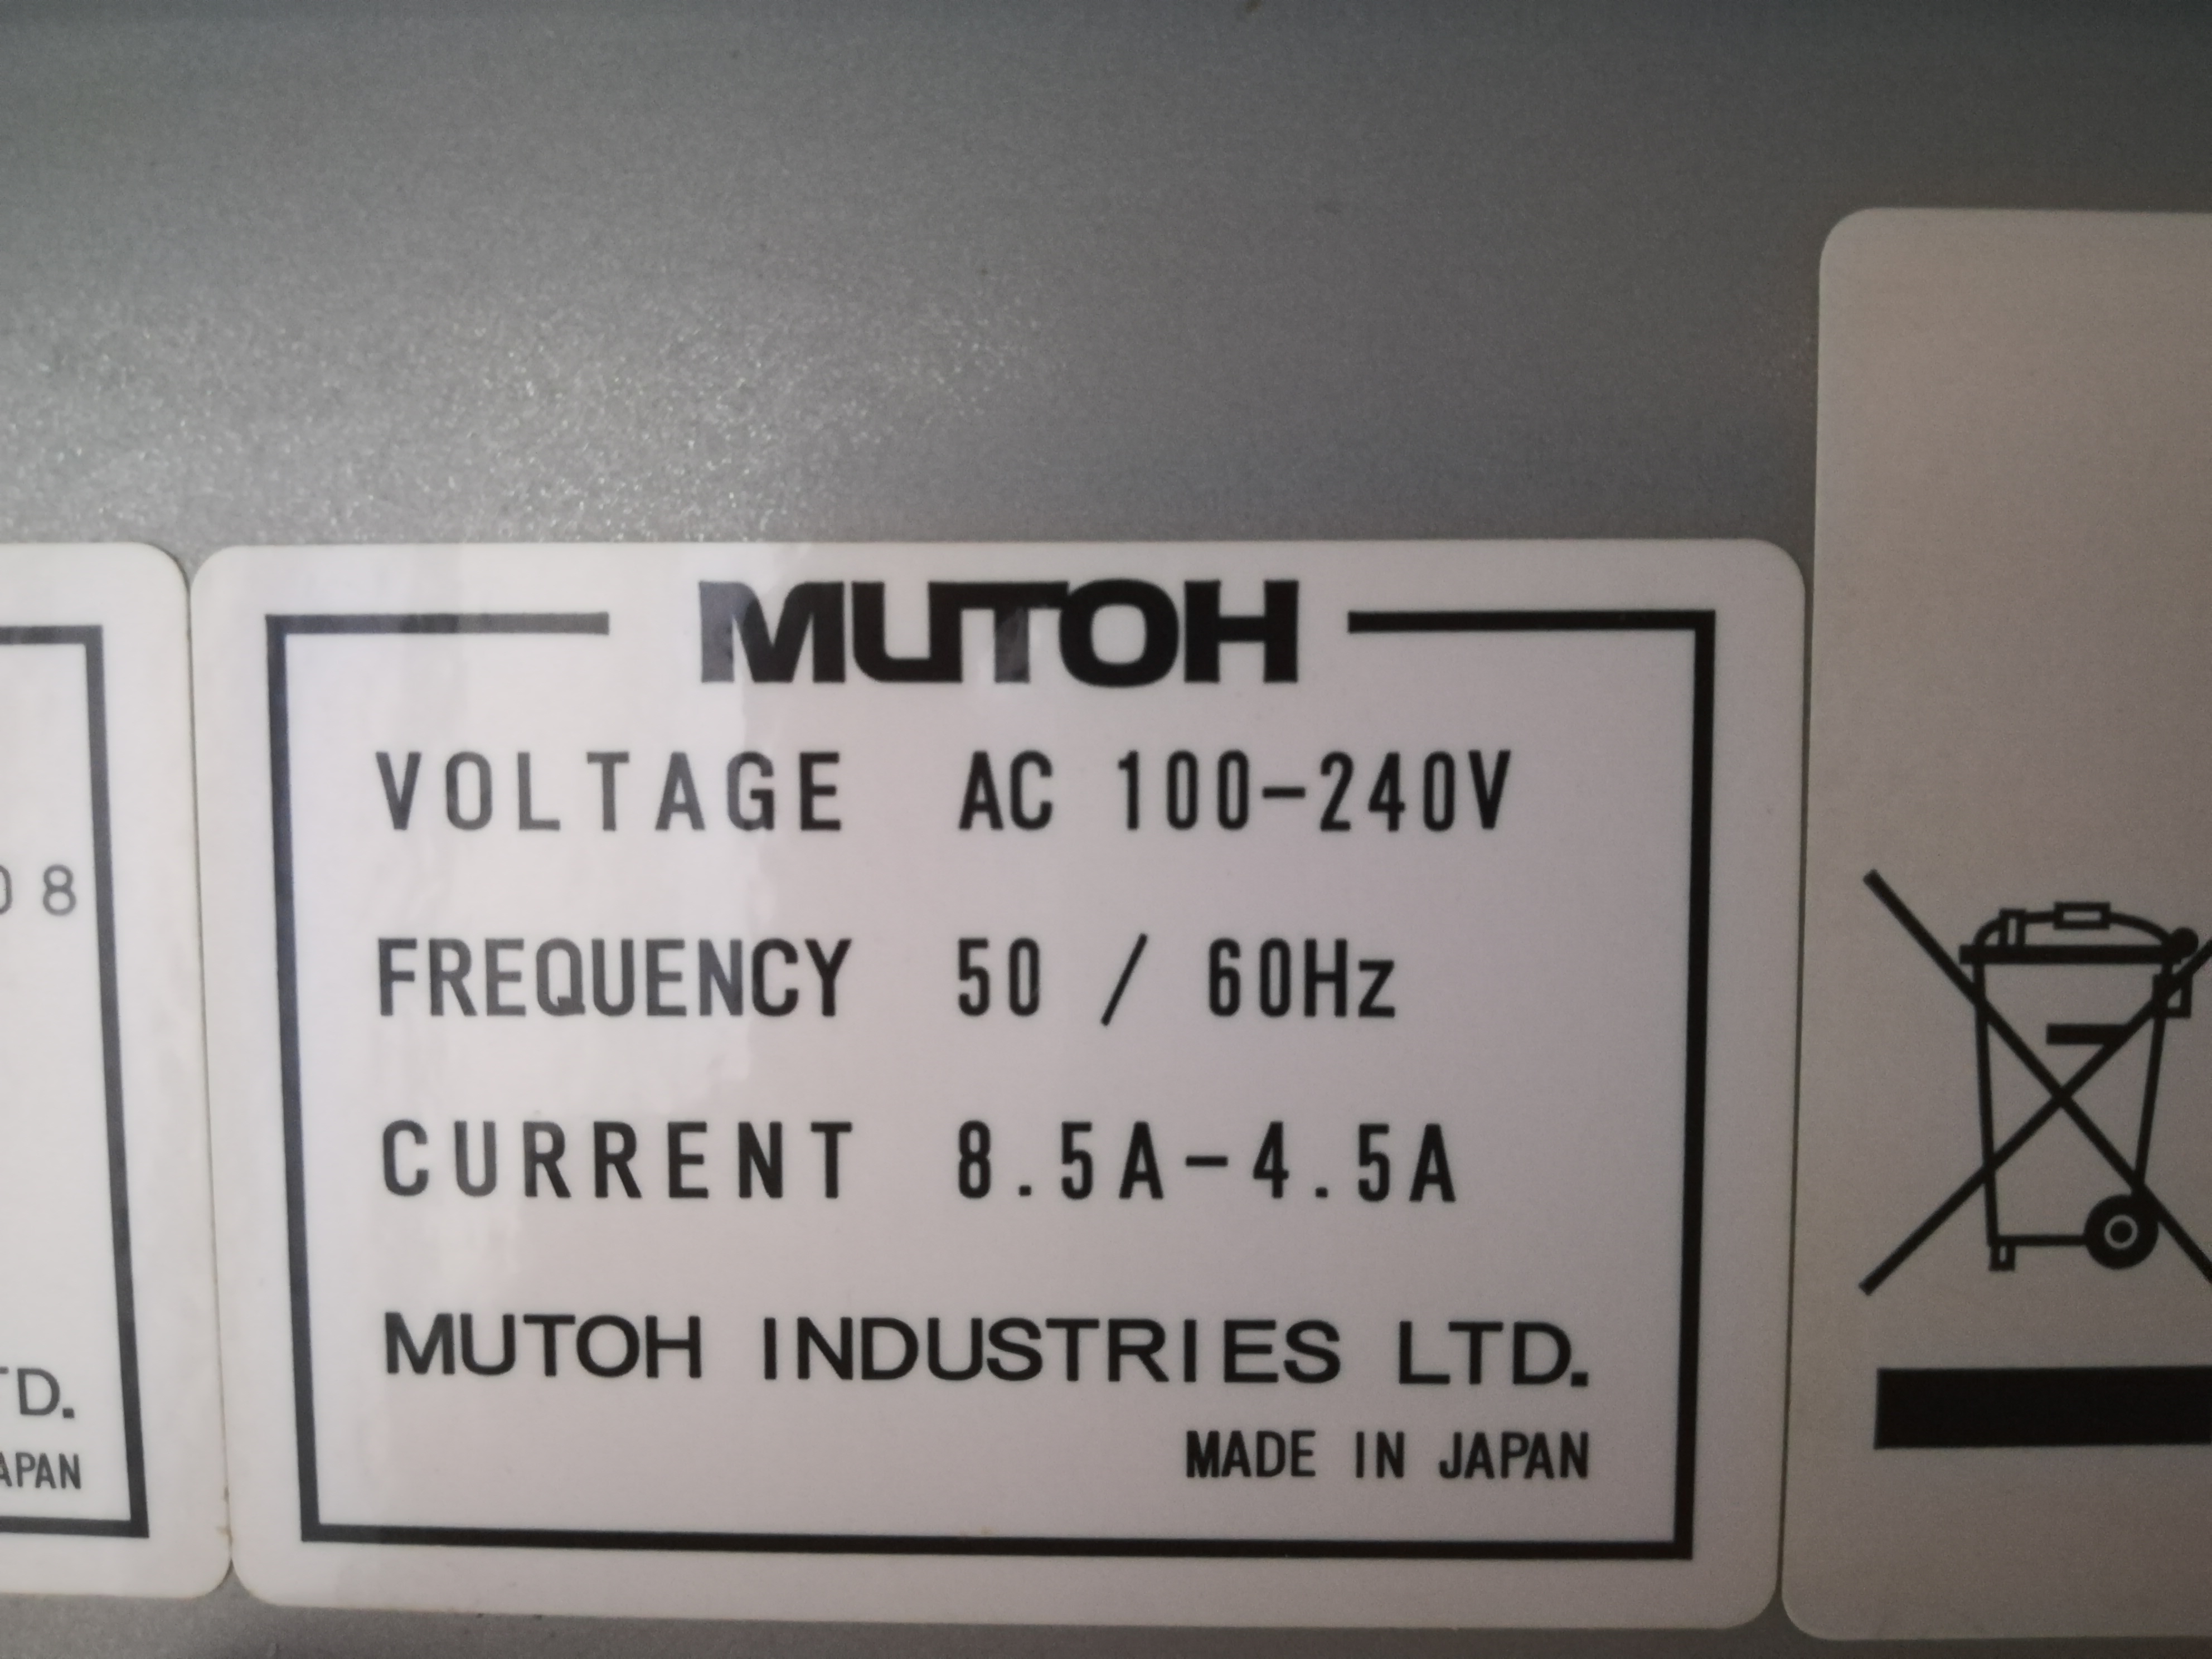 MUTOH
VOLTAGE AC 100-240V
FREQUENCY 50 / 60Hz
CURRENT 8.5A-4.5A
MUTOH INDUSTRIES LTD.
MADE IN JAPAN
8